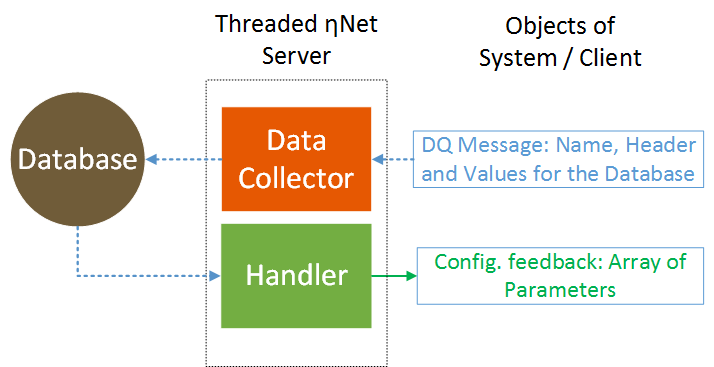 Threaded ηNet
Server
Objects of
System / Client
Database
Data
Collector
DQ Message: Name, Header
and Values for the Database
Handler
Config. feedback: Array of
Parameters